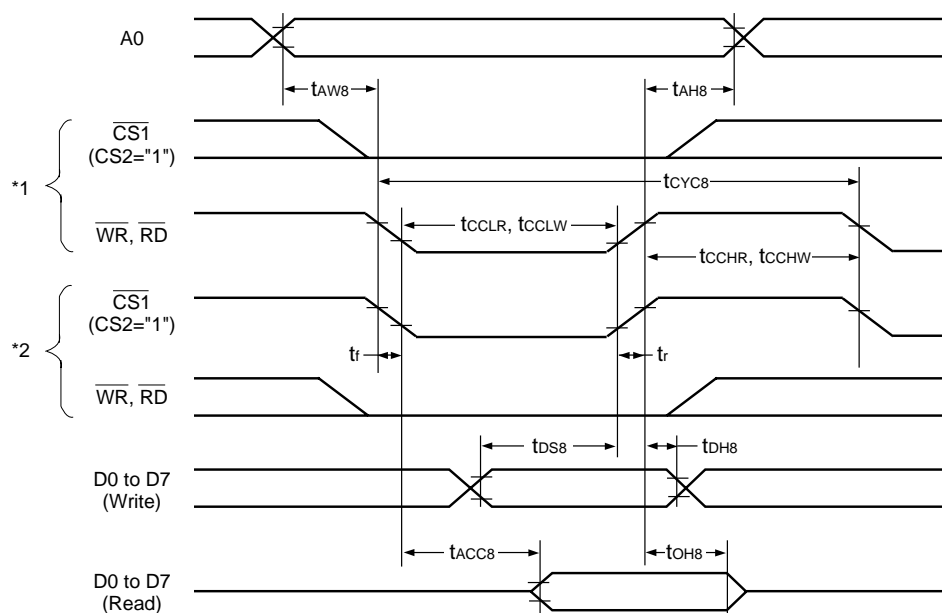 A0
tAW8
tAH8
*1
CS1
(CS2="1")
tCYC8
WR, RD
tCCLR, tCCLW
tCCHR, tCCHW
*2
CS1
(CS2="1")
tf
tr
WR, RD
tDS8
tDH8
D0 to D7
(Write)
tACC8
tOH8
D0 to D7
(Read)